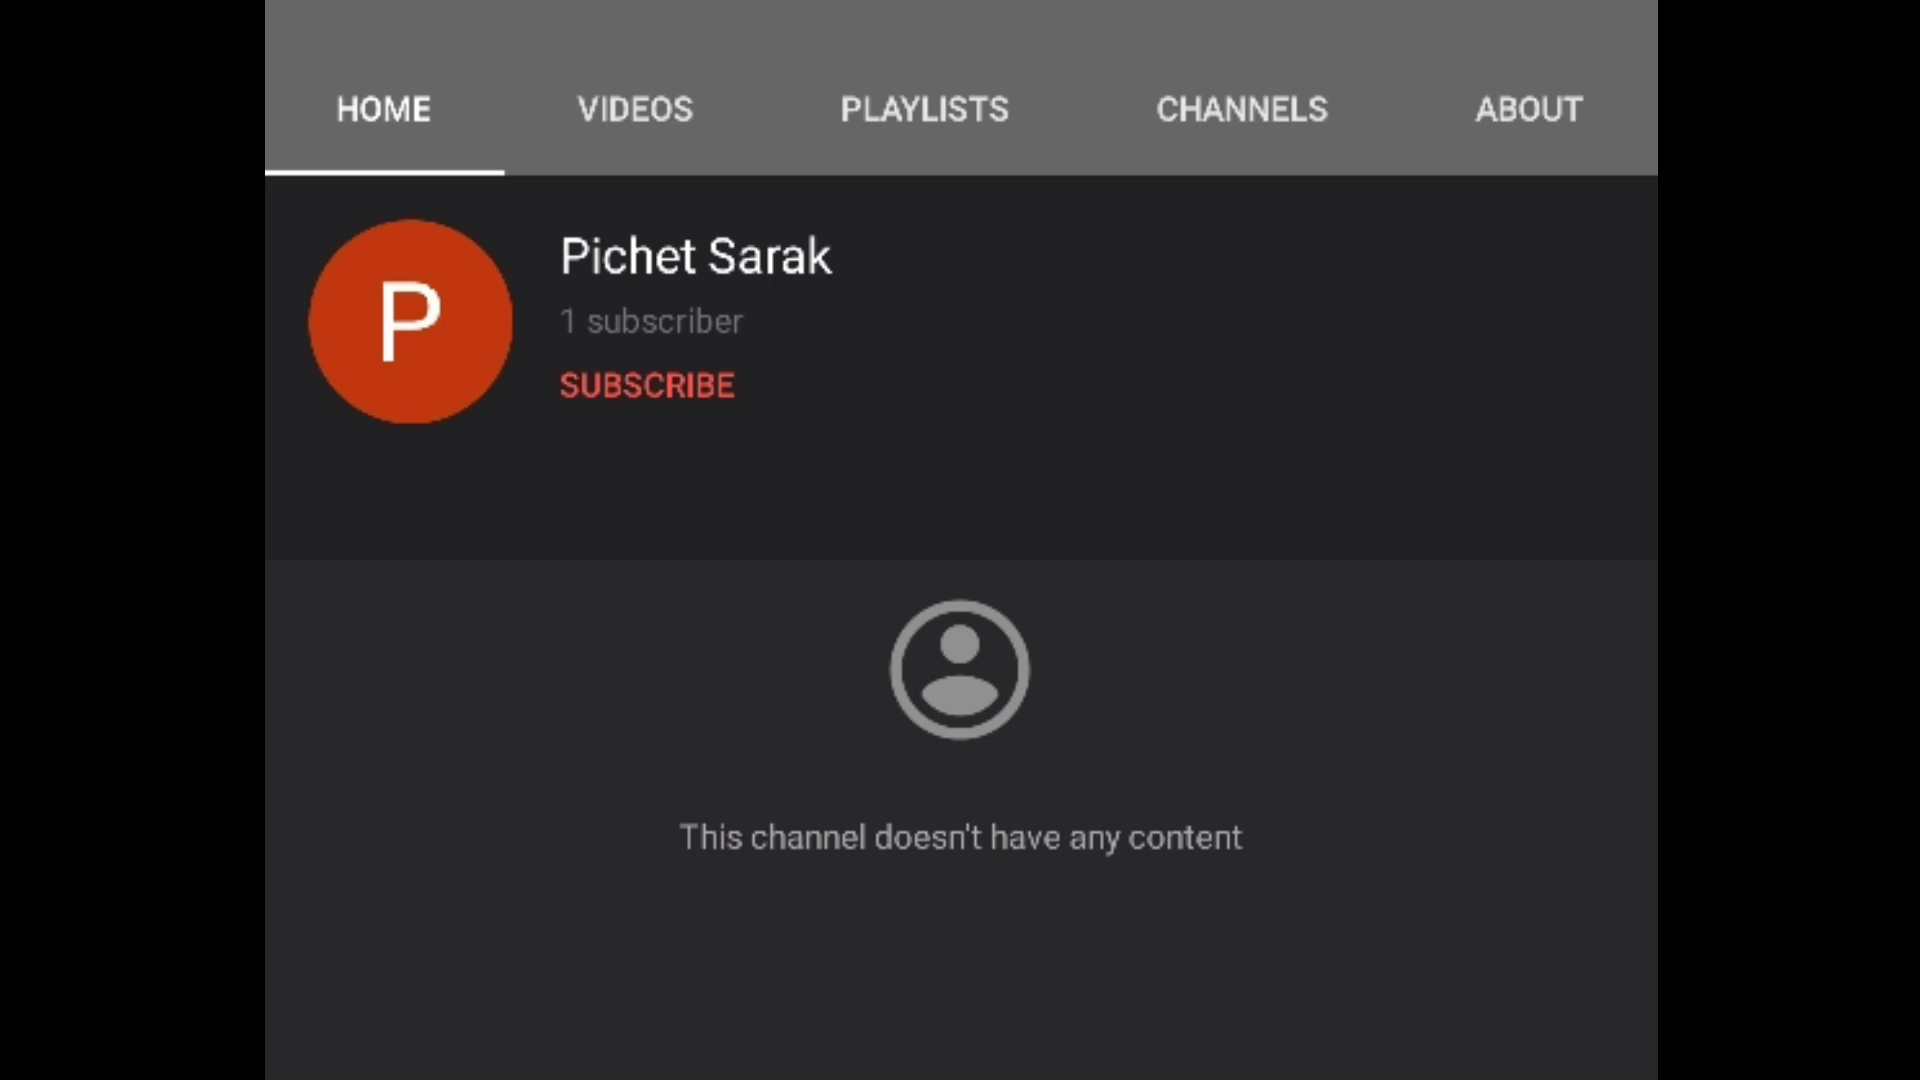 HOME VIDEOS PLAYLISTS CHANNELS ABOUT
P
Pichet Sarak
1 subscriber
SUBSCRIBE
This channel doesn't have any content